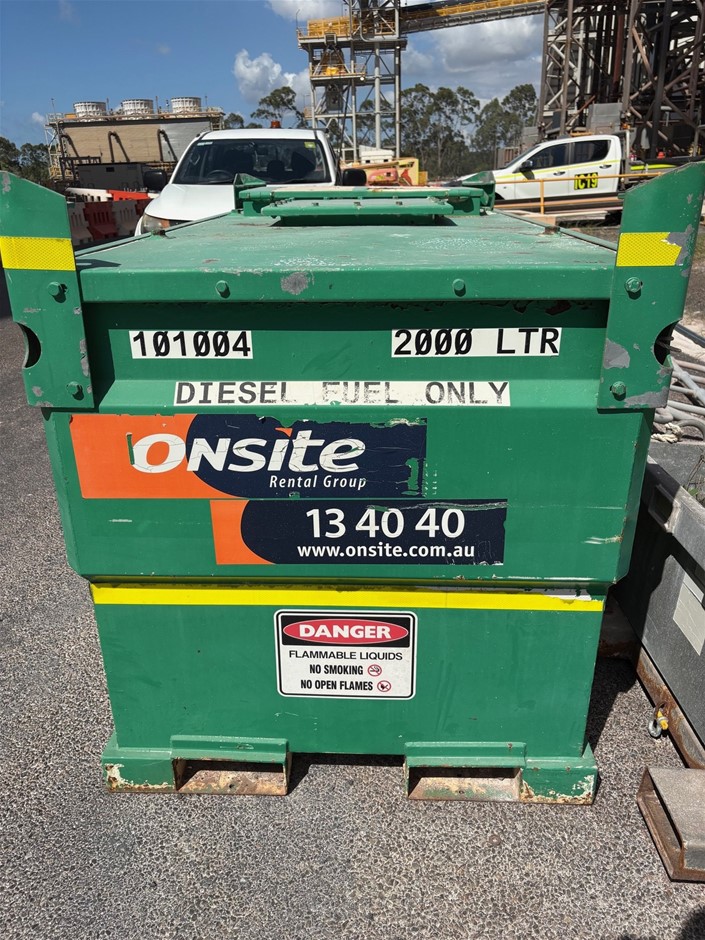 IC19
101004
2000 LTR
DIESEL FUEL ONLY
ONSITE
Rental Group
13 40 40
www.onsite.com.au
DANGER
FLAMMABLE LIQUIDS
NO SMOKING
NO OPEN FLAMES